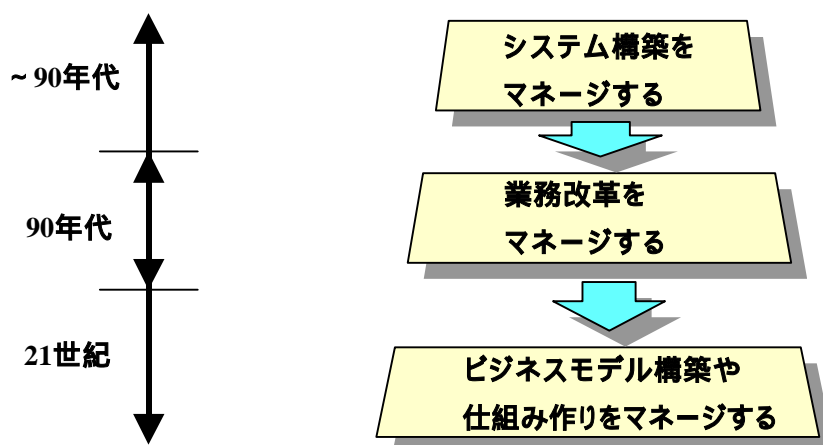 ~90年代
システム構築を
マネージする
90年代
業務改革を
マネージする
21世紀
ビジネスモデル構築や
仕組み作りをマネージする